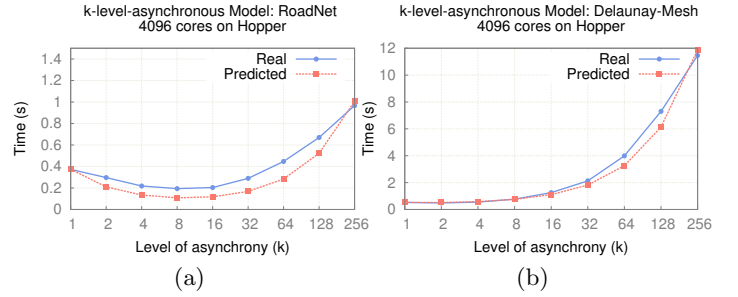 k-level-asynchronous Model: RoadNet
4096 cores on Hopper
Real
Predicted
1.4
1.2
1
0.8
0.6
0.4
0.2
0
Time (s)
1 2 4 8 16 32 64 128 256
Level of asynchrony (k)
(a)
k-level-asynchronous Model: Delaunay-Mesh
4096 cores on Hopper
Real
Predicted
12
10
8
6
4
2
0
Time (s)
1 2 4 8 16 32 64 128 256
Level of asynchrony (k)
(b)